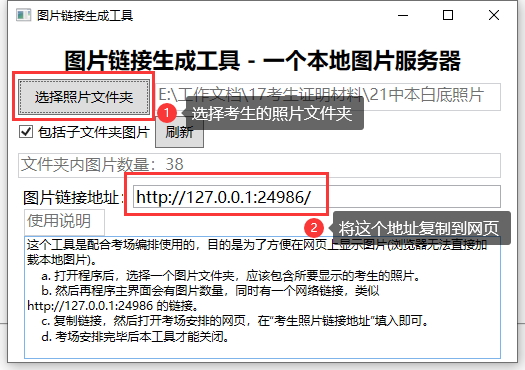 图片链接生成工具
图片链接生成工具 - 一个本地图片服务器
选择照片文件夹
E:\工作文档\17考生证明材料\21中本白底照片
1 选择考生的照片文件夹
包括子文件夹图片
刷新
文件夹内图片数量：38
图片链接地址：
http://127.0.0.1:24986/
2 将这个地址复制到网页
使用说明
这个工具是配合考场编排使用的，目的是为了方便在网页上显示图片(浏览器无法直接加
载本地图片)。
a. 打开程序后，选择一个图片文件夹，应该包含所要显示的考生的照片。
b. 然后再程序主界面会有图片数量，同时有一个网络链接，类似
http://127.0.0.1:24986 的链接。
c. 复制链接，然后打开考场安排的网页，在"考生照片链接地址"填入即可。
d. 考场安排完毕后本工具才能关闭。